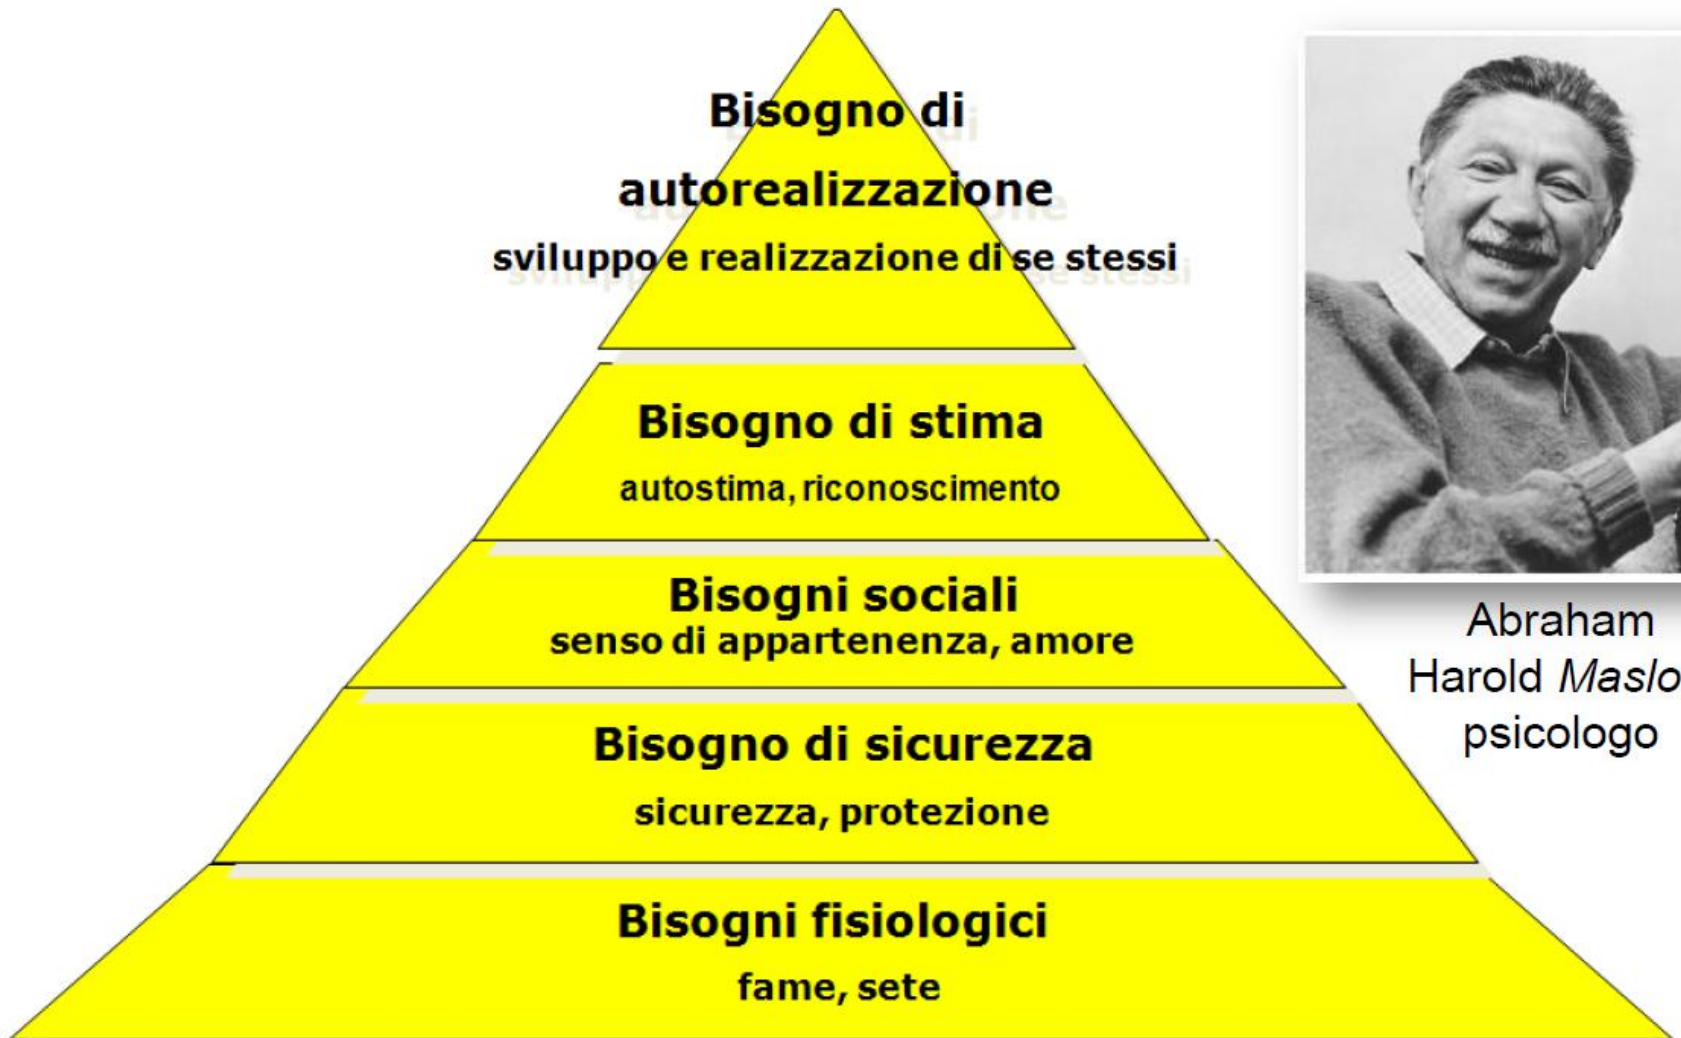 Bisogno di
autorealizzazione
sviluppo e realizzazione di se stessi
Bisogno di stima
autostima, riconoscimento
Bisogni sociali
senso di appartenenza, amore
Bisogno di sicurezza
sicurezza, protezione
Bisogni fisiologici
fame, sete
Abraham
Harold Maslo
psicologo